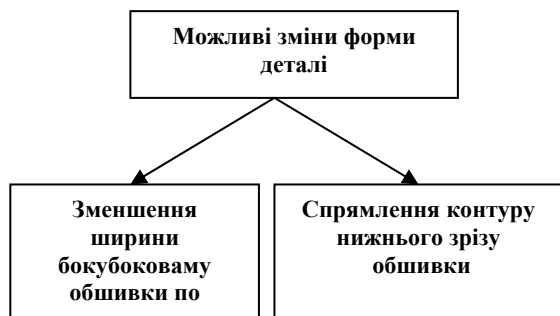 Можливі зміни форми
деталі
Зменшення
ширини
бокубоковаму
обшивки по
Спрямлення контуру
нижнього зрізу
обшивки